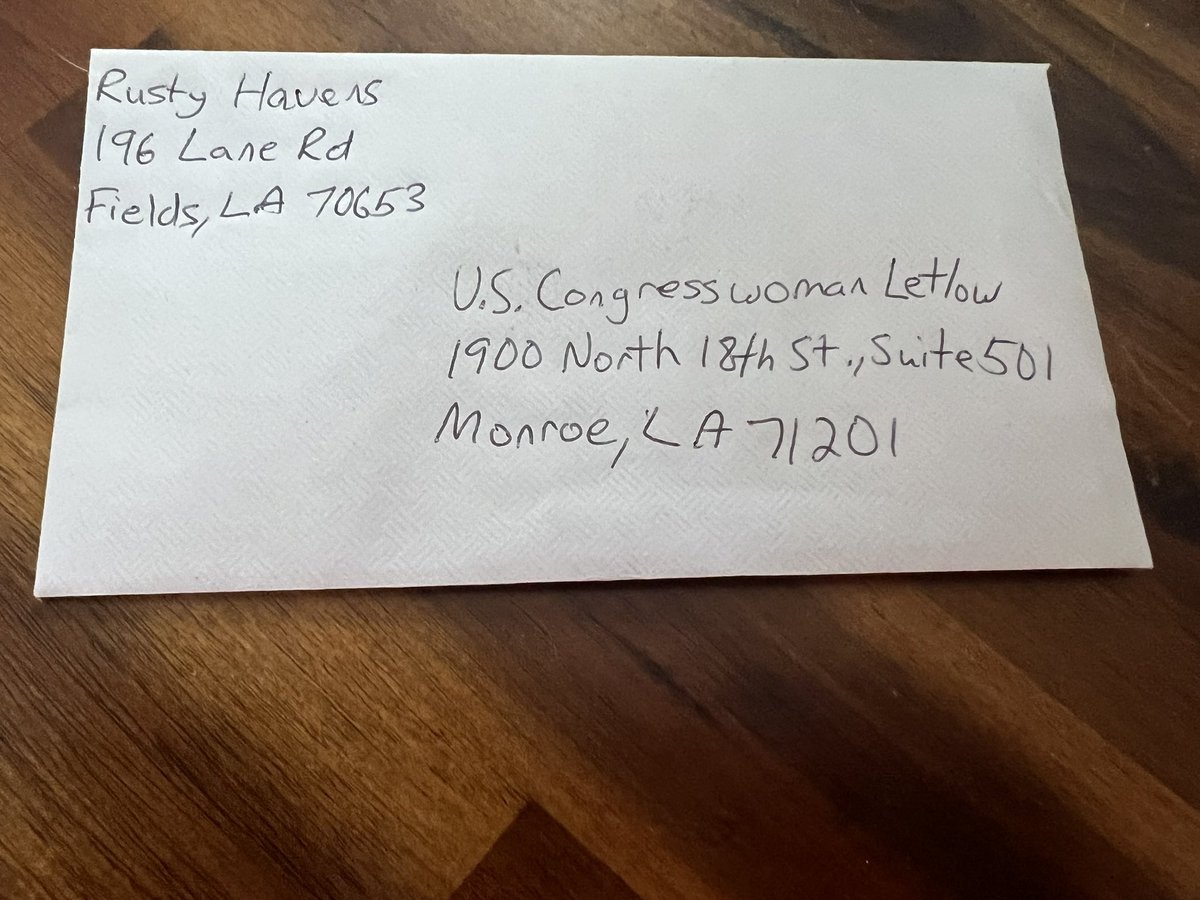 Rusty Havens
196 Lane Rd
Fields, LA 70653
U.S. Congresswoman Letlow
1900 North 18th St., Suite 501
Monroe, LA 71201